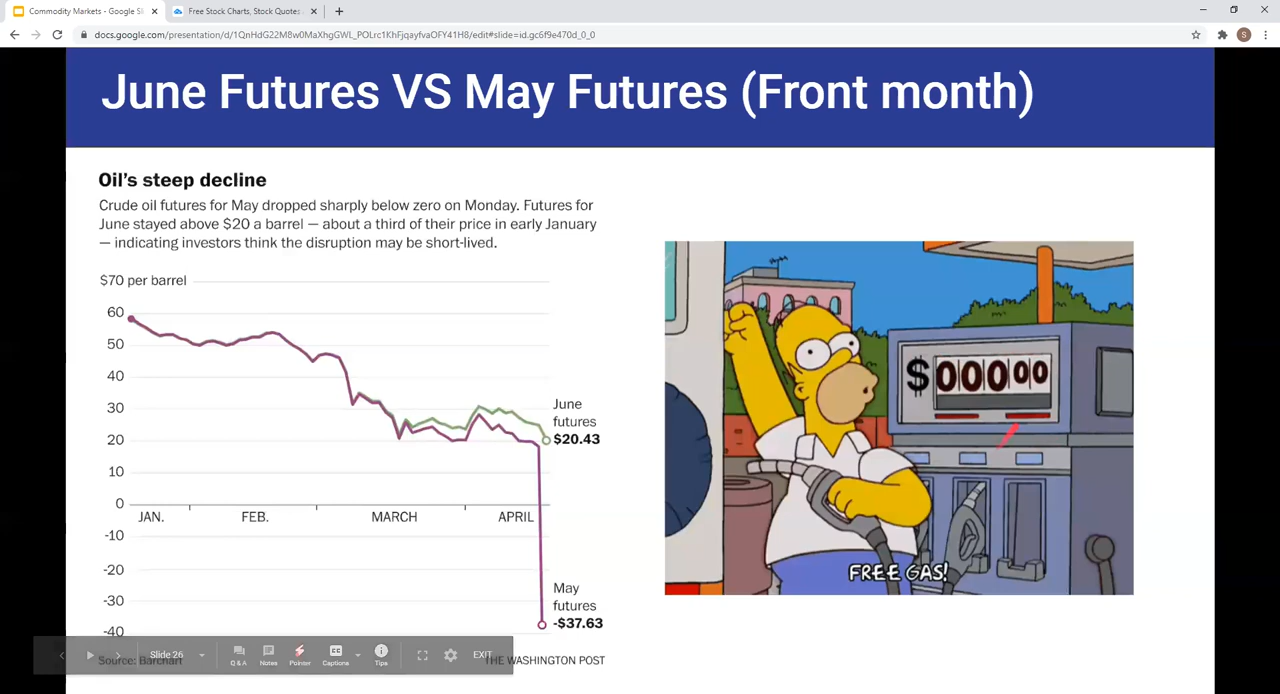 Commodity Markets - Google Sl
Free Stock Charts, Stock Quotes
docs.google.com/presentation/d/1QnHdG22M8w0MaXhgGWL_POLrc1KhFjqayfvaOFY41H8/edit#slide=id.gc6f9e470d_0_0
S
June Futures VS May Futures (Front month)
Oil's steep decline
Crude oil futures for May dropped sharply below zero on Monday. Futures for
June stayed above $20 a barrel — about a third of their price in early January
— indicating investors think the disruption may be short-lived.
$70 per barrel
60
50
40
30
20
10
0
-10
-20
-30
-40
JAN.
FEB.
MARCH
APRIL
June
futures
$20.43
May
futures
-$37.63
$00000
FREE GAS!
Slide 26
Q & A
Notes
Pointer
Captions
Tips
EXIT
Source: Barchart
THE WASHINGTON POST